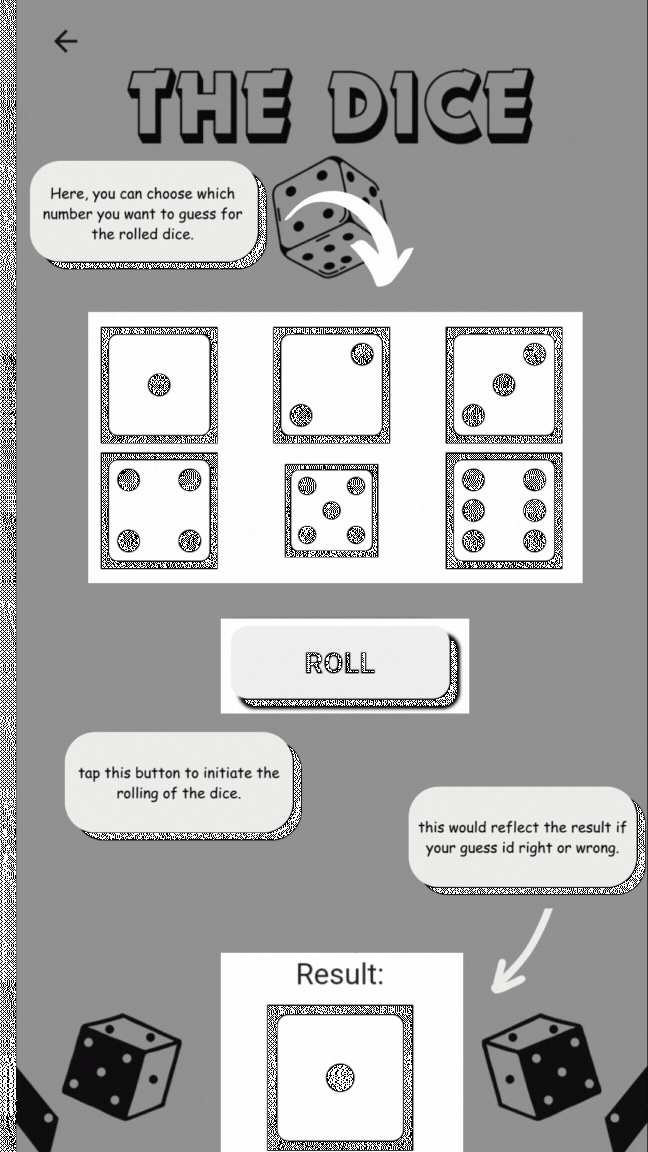 THE DICE
Here, you can choose which
number you want to guess for
the rolled dice.
ROLL
tap this button to initiate the
rolling of the dice.
this would reflect the result if
your guess id right or wrong.
Result: